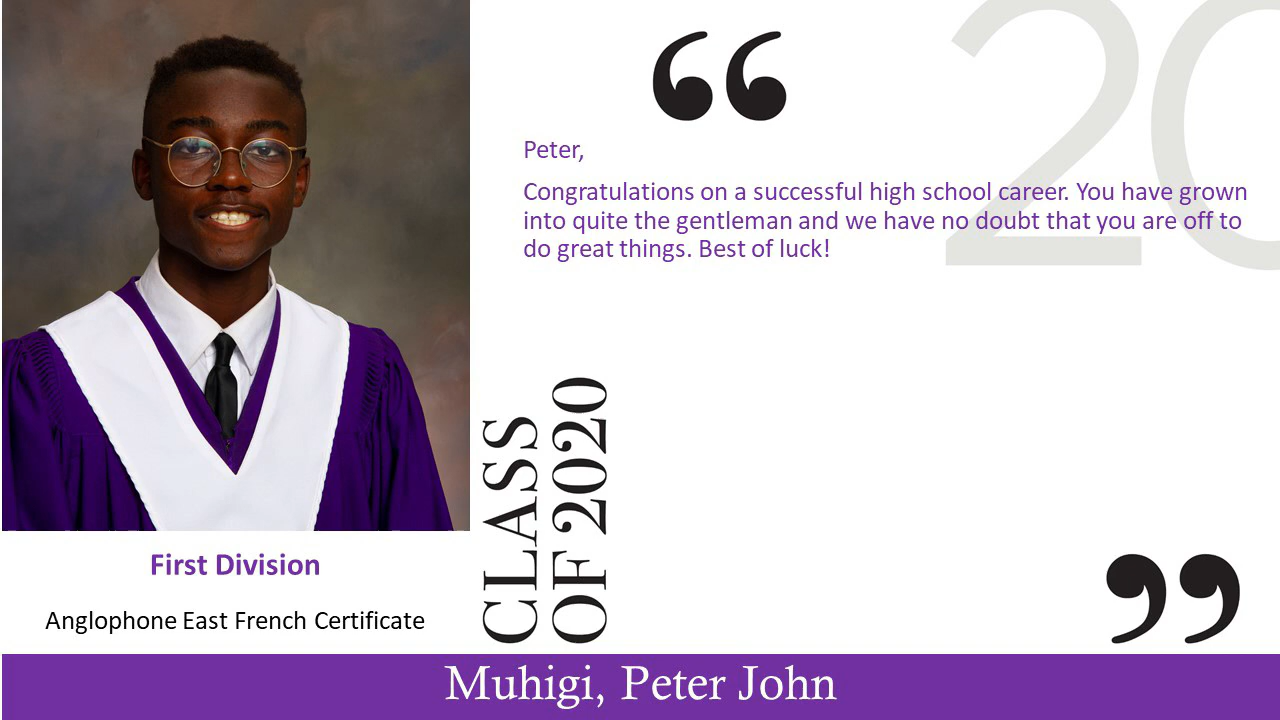 “
Peter,
Congratulations on a successful high school career. You have grown
into quite the gentleman and we have no doubt that you are off to
do great things. Best of luck!
20
CLASS
OF 2020
”
First Division
Anglophone East French Certificate
Muhigi, Peter John